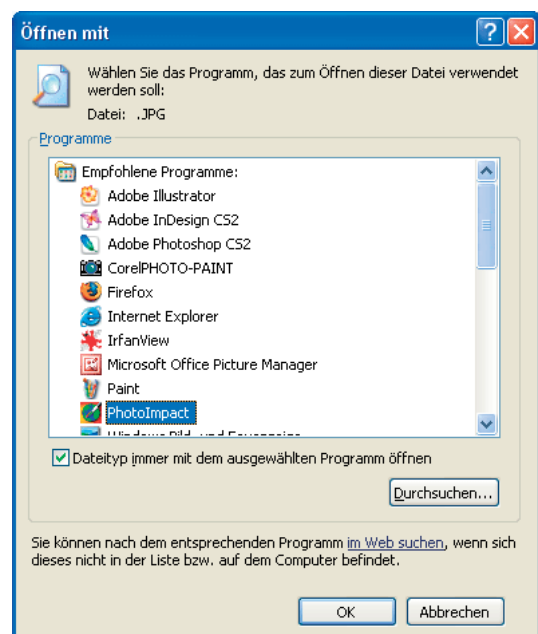 Öffnen mit
Wählen Sie das Programm, das zum Öffnen dieser Datei verwendet
werden soll:
Datei: .JPG
Programme
Empfohlene Programme:
Adobe Illustrator
Adobe InDesign CS2
Adobe Photoshop CS2
CorelPHOTO-PAINT
Firefox
Internet Explorer
IrfanView
Microsoft Office Picture Manager
Paint
PhotoImpact
Dateityp immer mit dem ausgewählten Programm öffnen
Durchsuchen...
Sie können nach dem entsprechenden Programm im Web suchen, wenn sich
dieses nicht in der Liste bzw. auf dem Computer befindet.
OK Abbrechen